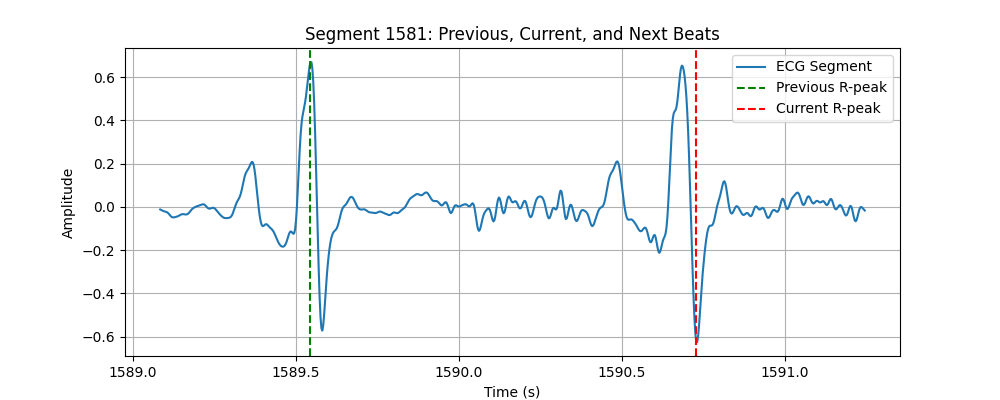 Segment 1581: Previous, Current, and Next Beats
ECG Segment
Previous R-peak
Current R-peak
Amplitude
0.6
0.4
0.2
0.0
−0.2
−0.4
−0.6
1589.0 1589.5 1590.0 1590.5 1591.0
Time (s)